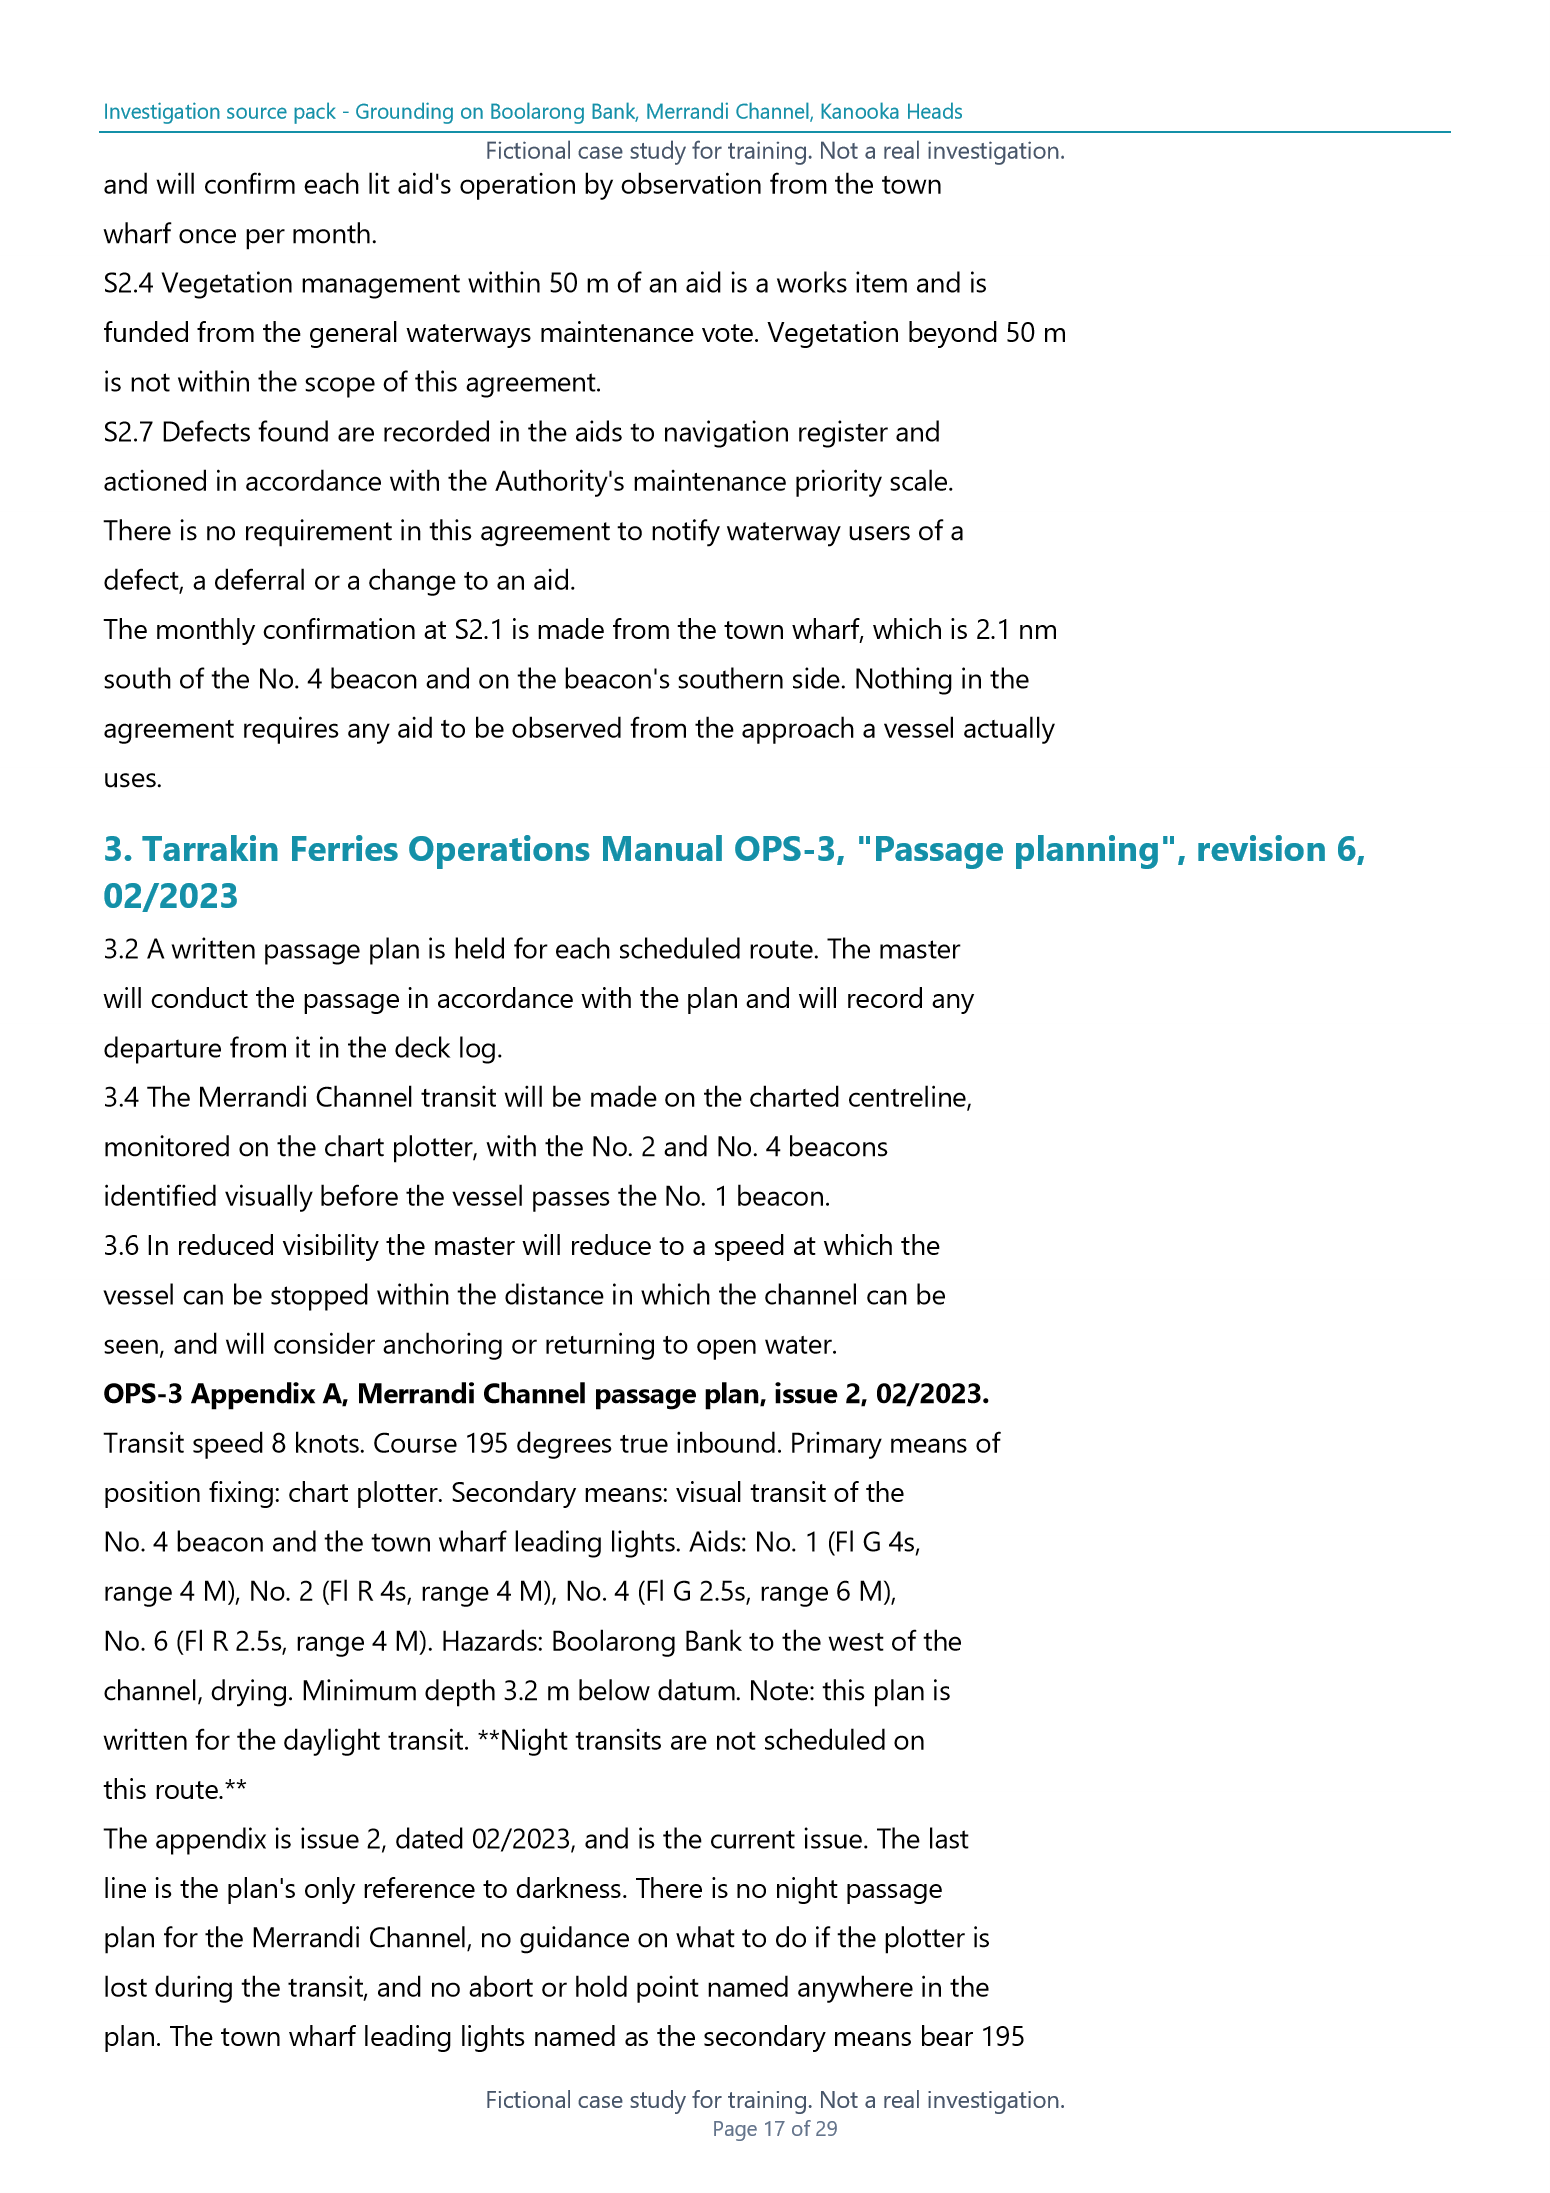 Investigation source pack - Grounding on Boolarong Bank, Merrandi Channel, Kanooka Heads
Fictional case study for training. Not a real investigation.
and will confirm each lit aid's operation by observation from the town
wharf once per month.
S2.4 Vegetation management within 50 m of an aid is a works item and is
funded from the general waterways maintenance vote. Vegetation beyond 50 m
is not within the scope of this agreement.
S2.7 Defects found are recorded in the aids to navigation register and
actioned in accordance with the Authority's maintenance priority scale.
There is no requirement in this agreement to notify waterway users of a
defect, a deferral or a change to an aid.
The monthly confirmation at S2.1 is made from the town wharf, which is 2.1 nm
south of the No. 4 beacon and on the beacon's southern side. Nothing in the
agreement requires any aid to be observed from the approach a vessel actually
uses.
3. Tarrakin Ferries Operations Manual OPS-3, "Passage planning", revision 6,
02/2023
3.2 A written passage plan is held for each scheduled route. The master
will conduct the passage in accordance with the plan and will record any
departure from it in the deck log.
3.4 The Merrandi Channel transit will be made on the charted centreline,
monitored on the chart plotter, with the No. 2 and No. 4 beacons
identified visually before the vessel passes the No. 1 beacon.
3.6 In reduced visibility the master will reduce to a speed at which the
vessel can be stopped within the distance in which the channel can be
seen, and will consider anchoring or returning to open water.
OPS-3 Appendix A, Merrandi Channel passage plan, issue 2, 02/2023.
Transit speed 8 knots. Course 195 degrees true inbound. Primary means of
position fixing: chart plotter. Secondary means: visual transit of the
No. 4 beacon and the town wharf leading lights. Aids: No. 1 (Fl G 4s,
range 4 M), No. 2 (Fl R 4s, range 4 M), No. 4 (Fl G 2.5s, range 6 M),
No. 6 (Fl R 2.5s, range 4 M). Hazards: Boolarong Bank to the west of the
channel, drying. Minimum depth 3.2 m below datum. Note: this plan is
written for the daylight transit. **Night transits are not scheduled on
this route.**
The appendix is issue 2, dated 02/2023, and is the current issue. The last
line is the plan's only reference to darkness. There is no night passage
plan for the Merrandi Channel, no guidance on what to do if the plotter is
lost during the transit, and no abort or hold point named anywhere in the
plan. The town wharf leading lights named as the secondary means bear 195
Fictional case study for training. Not a real investigation.
Page 17 of 29